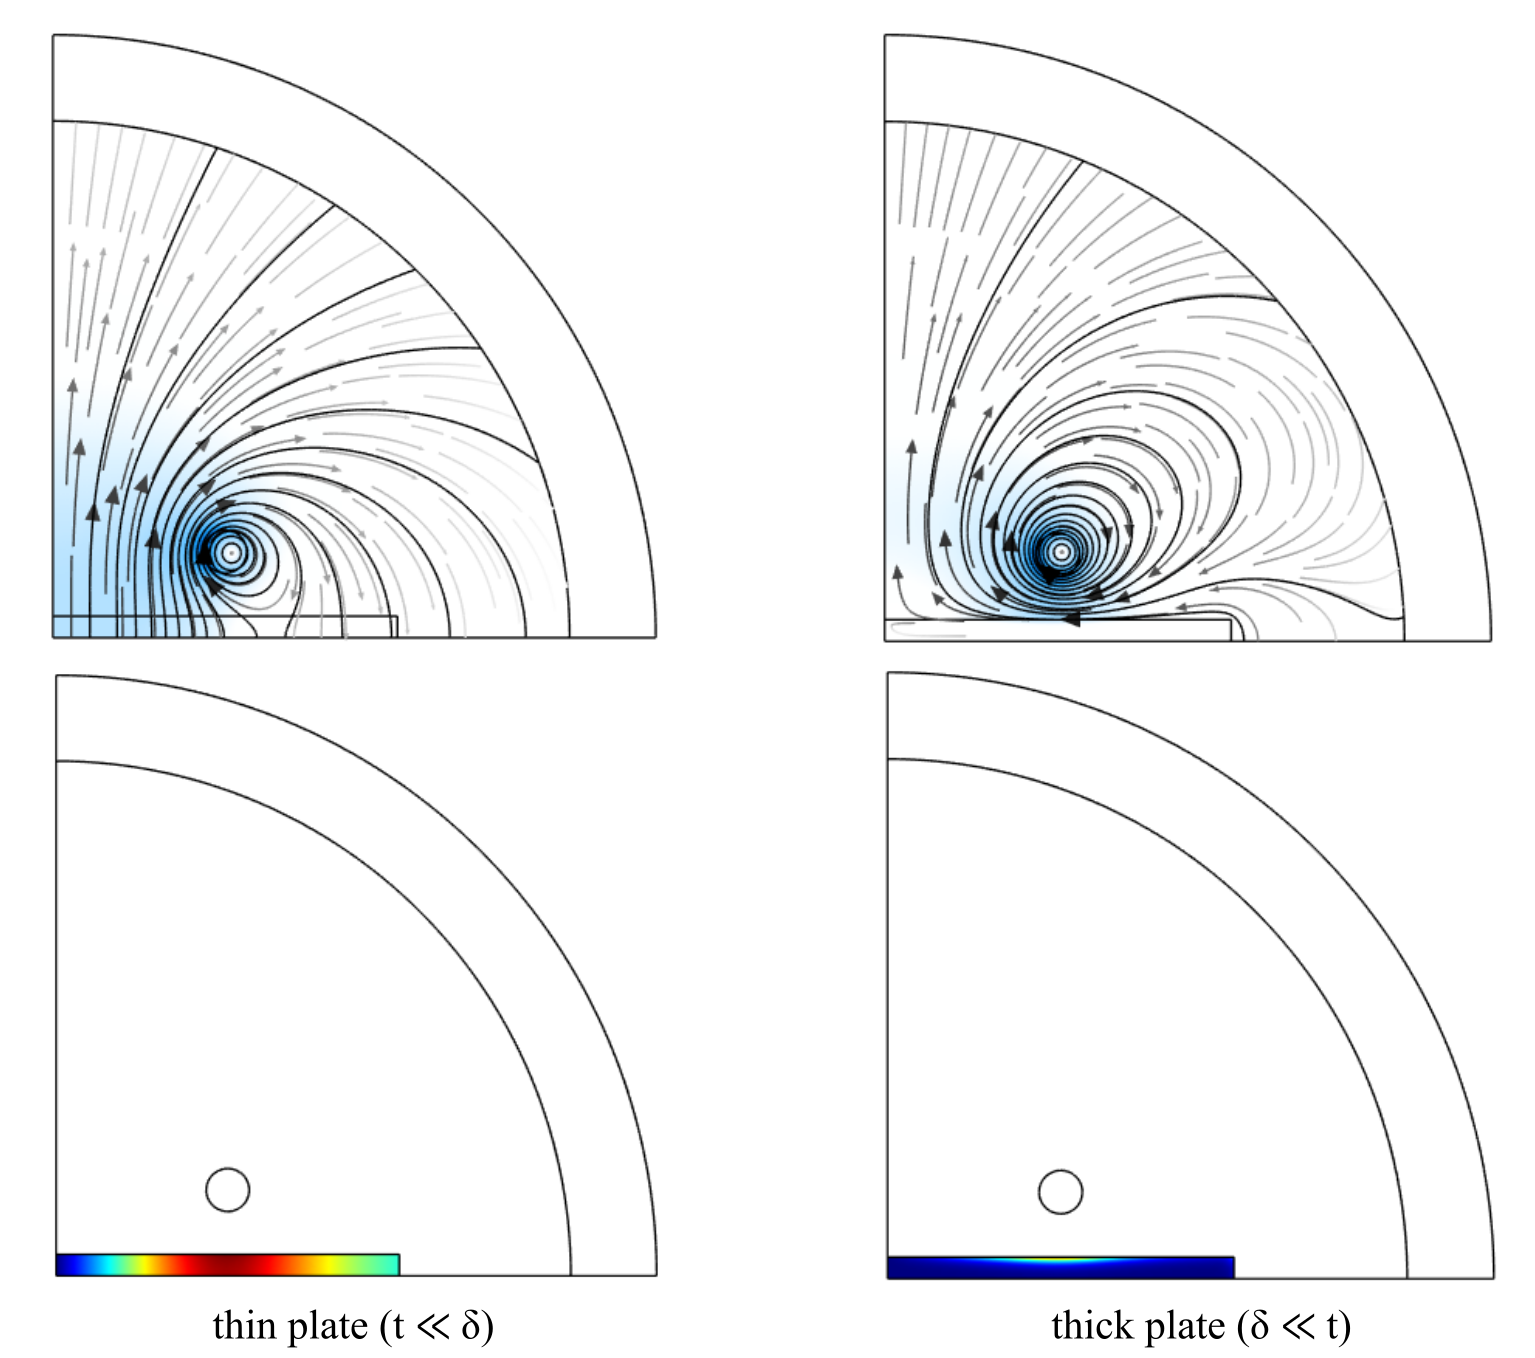 thin plate (t ≪ δ)
thick plate (δ ≪ t)